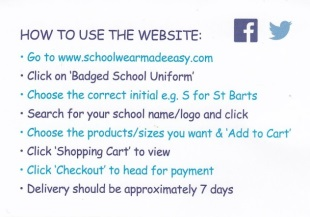 HOW TO USE THE WEBSITE:
• Go to www.schoolwearmadeeasy.com
• Click on 'Badged School Uniform'
• Choose the correct initial e.g. S for St Barts
• Search for your school name/logo and click
• Choose the products/sizes you want & 'Add to Cart'
• Click 'Shopping Cart' to view
• Click 'Checkout' to head for payment
• Delivery should be approximately 7 days